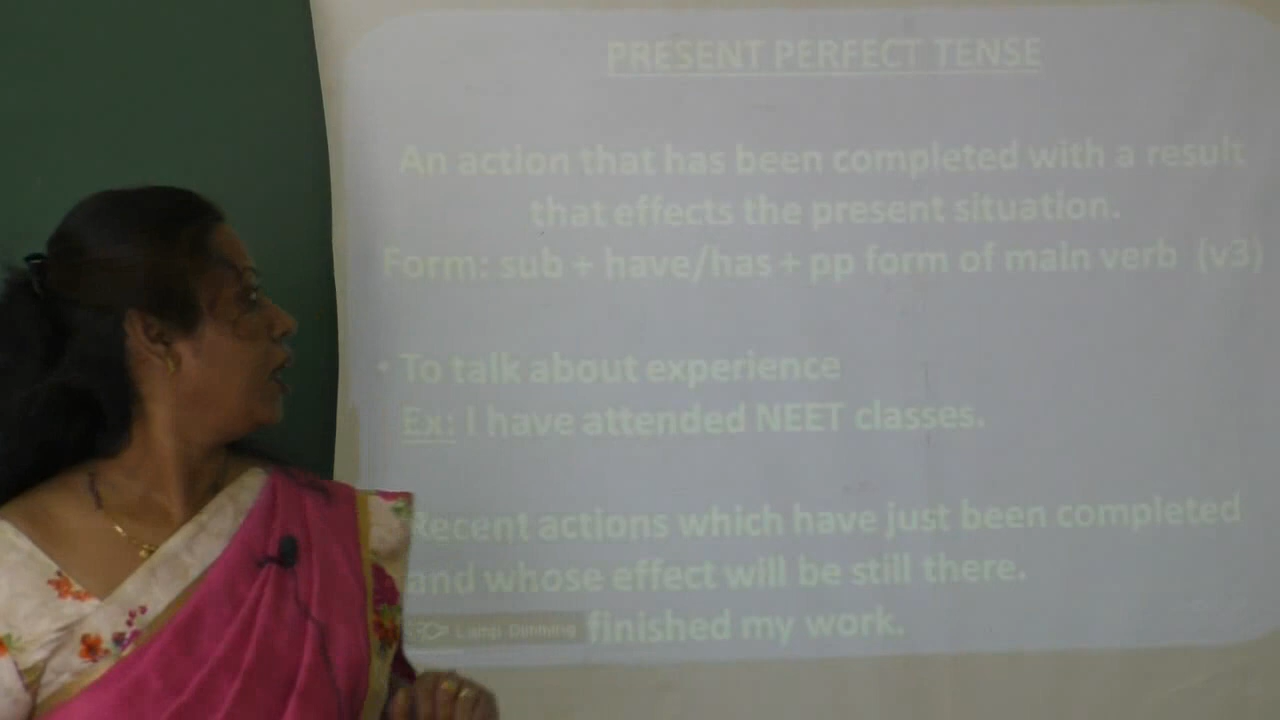 PRESENT PERFECT TENSE
An action that has been completed with a result
that effects the present situation.
Form: sub + have/has + pp form of main verb (v3)
• To talk about experience
Ex: I have attended NEET classes.
Recent actions which have just been completed
and whose effect will be still there.
Lamp Dimming
finished my work.